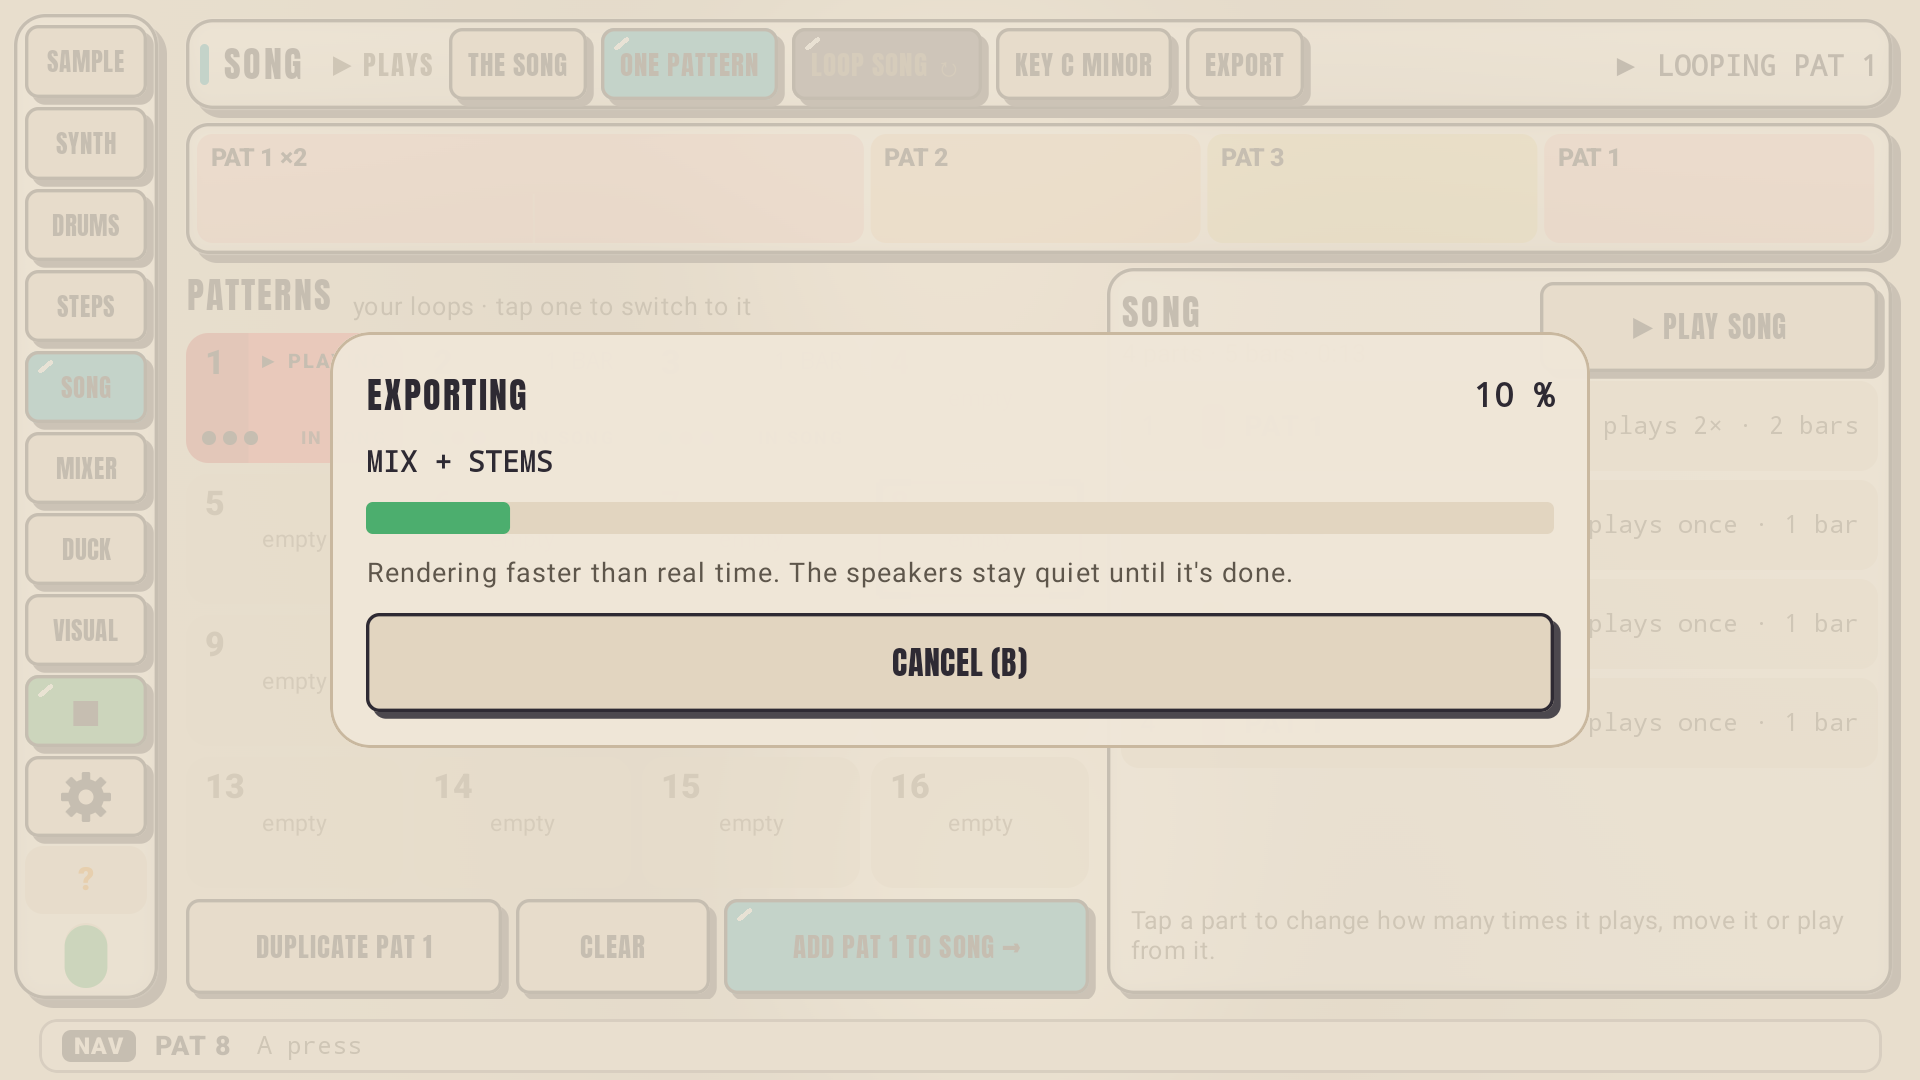 SAMPLE
SYNTH
DRUMS
STEPS
SONG
MIXER
DUCK
VISUAL
?
SONG
▶ PLAYS
THE SONG
ONE PATTERN
LOOP SONG ↻
KEY C MINOR
EXPORT
▶ LOOPING PAT 1
PAT 1 ×2
PAT 2
PAT 3
PAT 1
PATTERNS
your loops · tap one to switch to it
1
IN
5
empty
9
empty
13
empty
14
empty
15
empty
16
empty
DUPLICATE PAT 1
CLEAR
ADD PAT 1 TO SONG →
SONG
▶ PLAY SONG
plays 2× · 2 bars
plays once · 1 bar
plays once · 1 bar
plays once · 1 bar
Tap a part to change how many times it plays, move it or play
from it.
EXPORTING
10 %
MIX + STEMS
Rendering faster than real time. The speakers stay quiet until it's done.
CANCEL (B)
NAV PAT 8 A press